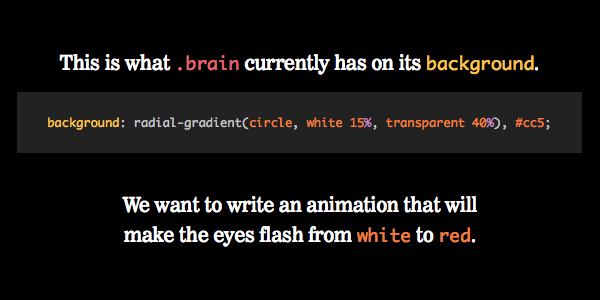 This is what .brain currently has on its background.
background: radial-gradient(circle, white 15%, transparent 40%), #cc5;
We want to write an animation that will
make the eyes flash from white to red.